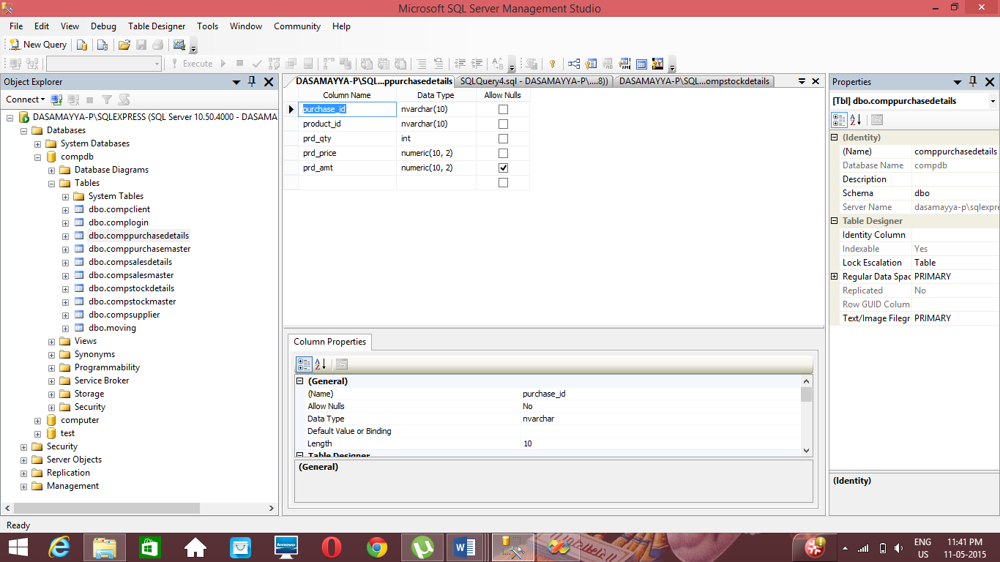 Microsoft SQL Server Management Studio
File Edit View Debug Table Designer Tools Window Community Help
New Query
Execute
Object Explorer
Connect
DASAMAYYA-P\SQLEXPRESS (SQL Server 10.50.4000 - DASAMA
Databases
System Databases
compdb
Database Diagrams
Tables
System Tables
dbo.compclient
dbo.complogin
dbo.comppurchasedetails
dbo.comppurchasemaster
dbo.compsalesdetails
dbo.compsalesmaster
dbo.compstockdetails
dbo.compstockmaster
dbo.compsupplier
dbo.moving
Views
Synonyms
Programmability
Service Broker
Storage
Security
computer
test
Security
Server Objects
Replication
Management
DASAMAYYA-P\SQL...ppurchasedetails SQLQuery4.sql - DASAMAYYA-P\....8)) DASAMAYYA-P\SQL...ompstockdetails
Column Name Data Type Allow Nulls
purchase_id nvarchar(10)
product_id nvarchar(10)
prd_qty int
prd_price numeric(10, 2)
prd_amt numeric(10, 2)
Column Properties
(General)
(Name) purchase_id
Allow Nulls No
Data Type nvarchar
Default Value or Binding
Length 10
Table Designer
(General)
Properties
[Tbl] dbo.comppurchasedetails
(Identity)
(Name) comppurchasedetails
Database Name compdb
Description
Schema dbo
Server Name dasamayya-p\sqlexpre
Table Designer
Identity Column
Indexable Yes
Lock Escalation Table
Regular Data Spac PRIMARY
Replicated No
Row GUID Colum
Text/Image Filegr PRIMARY
(Identity)
Ready
lenovo
ENG 11:41 PM
US 11-05-2015